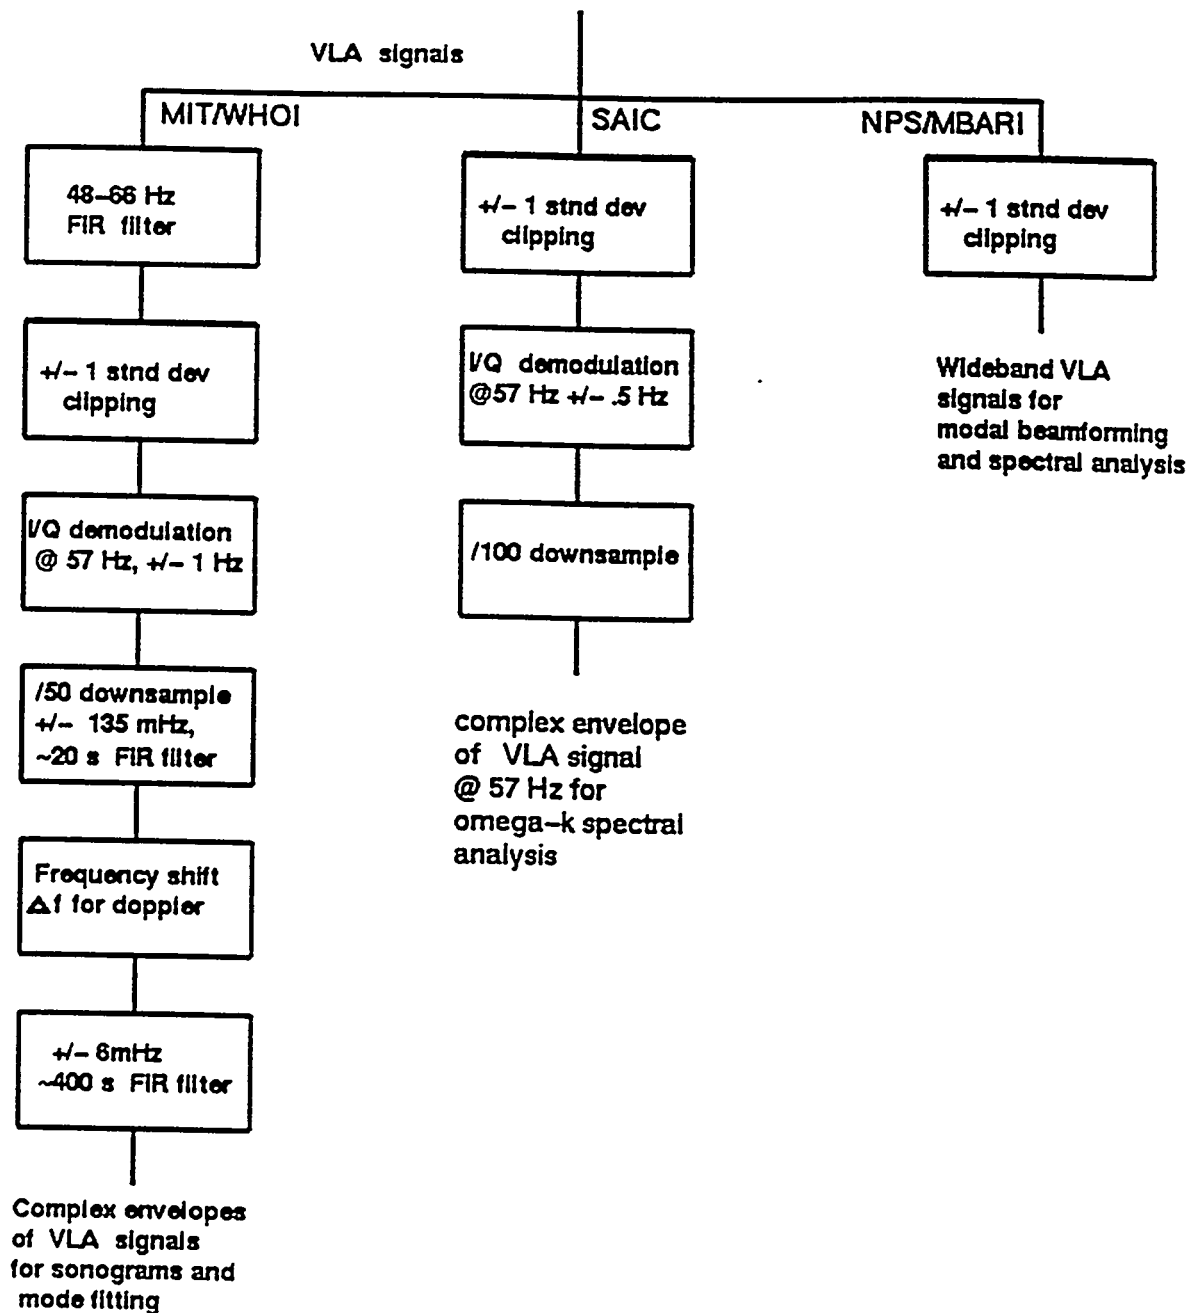 VLA signals
MIT/WHOI
48-66 Hz
FIR filter
+/- 1 stnd dev
clipping
I/Q demodulation
@ 57 Hz, +/- 1 Hz
/50 downsample
+/- 135 mHz,
~20 s FIR filter
Frequency shift
Δf for doppler
+/- 6mHz
~400 s FIR filter
Complex envelopes
of VLA signals
for sonograms and
mode fitting
SAIC
+/- 1 stnd dev
clipping
I/Q demodulation
@57 Hz +/- .5 Hz
/100 downsample
complex envelope
of VLA signal
@ 57 Hz for
omega-k spectral
analysis
NPS/MBARI
+/- 1 stnd dev
clipping
Wideband VLA
signals for
modal beamforming
and spectral analysis